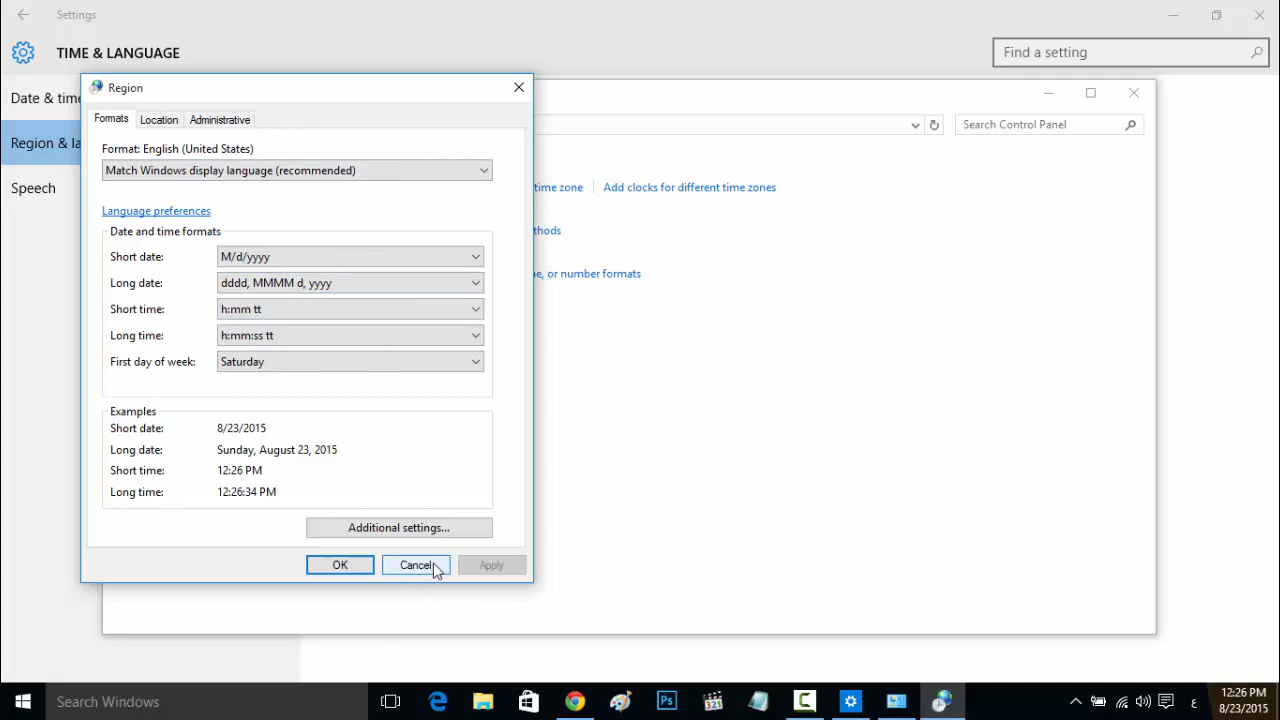 Settings
TIME & LANGUAGE
Find a setting
Date & time
Region & la
Speech
Region
Formats Location Administrative
Format: English (United States)
Match Windows display language (recommended)
Language preferences
Date and time formats
Short date: M/d/yyyy
Long date: dddd, MMMM d, yyyy
Short time: h:mm tt
Long time: h:mm:ss tt
First day of week: Saturday
Examples
Short date: 8/23/2015
Long date: Sunday, August 23, 2015
Short time: 12:26 PM
Long time: 12:26:34 PM
Additional settings...
OK Cancel Apply
Search Control Panel
time zone Add clocks for different time zones
thods
ne, or number formats
Search Windows
Ps
321
C
ع
12:26 PM
8/23/2015